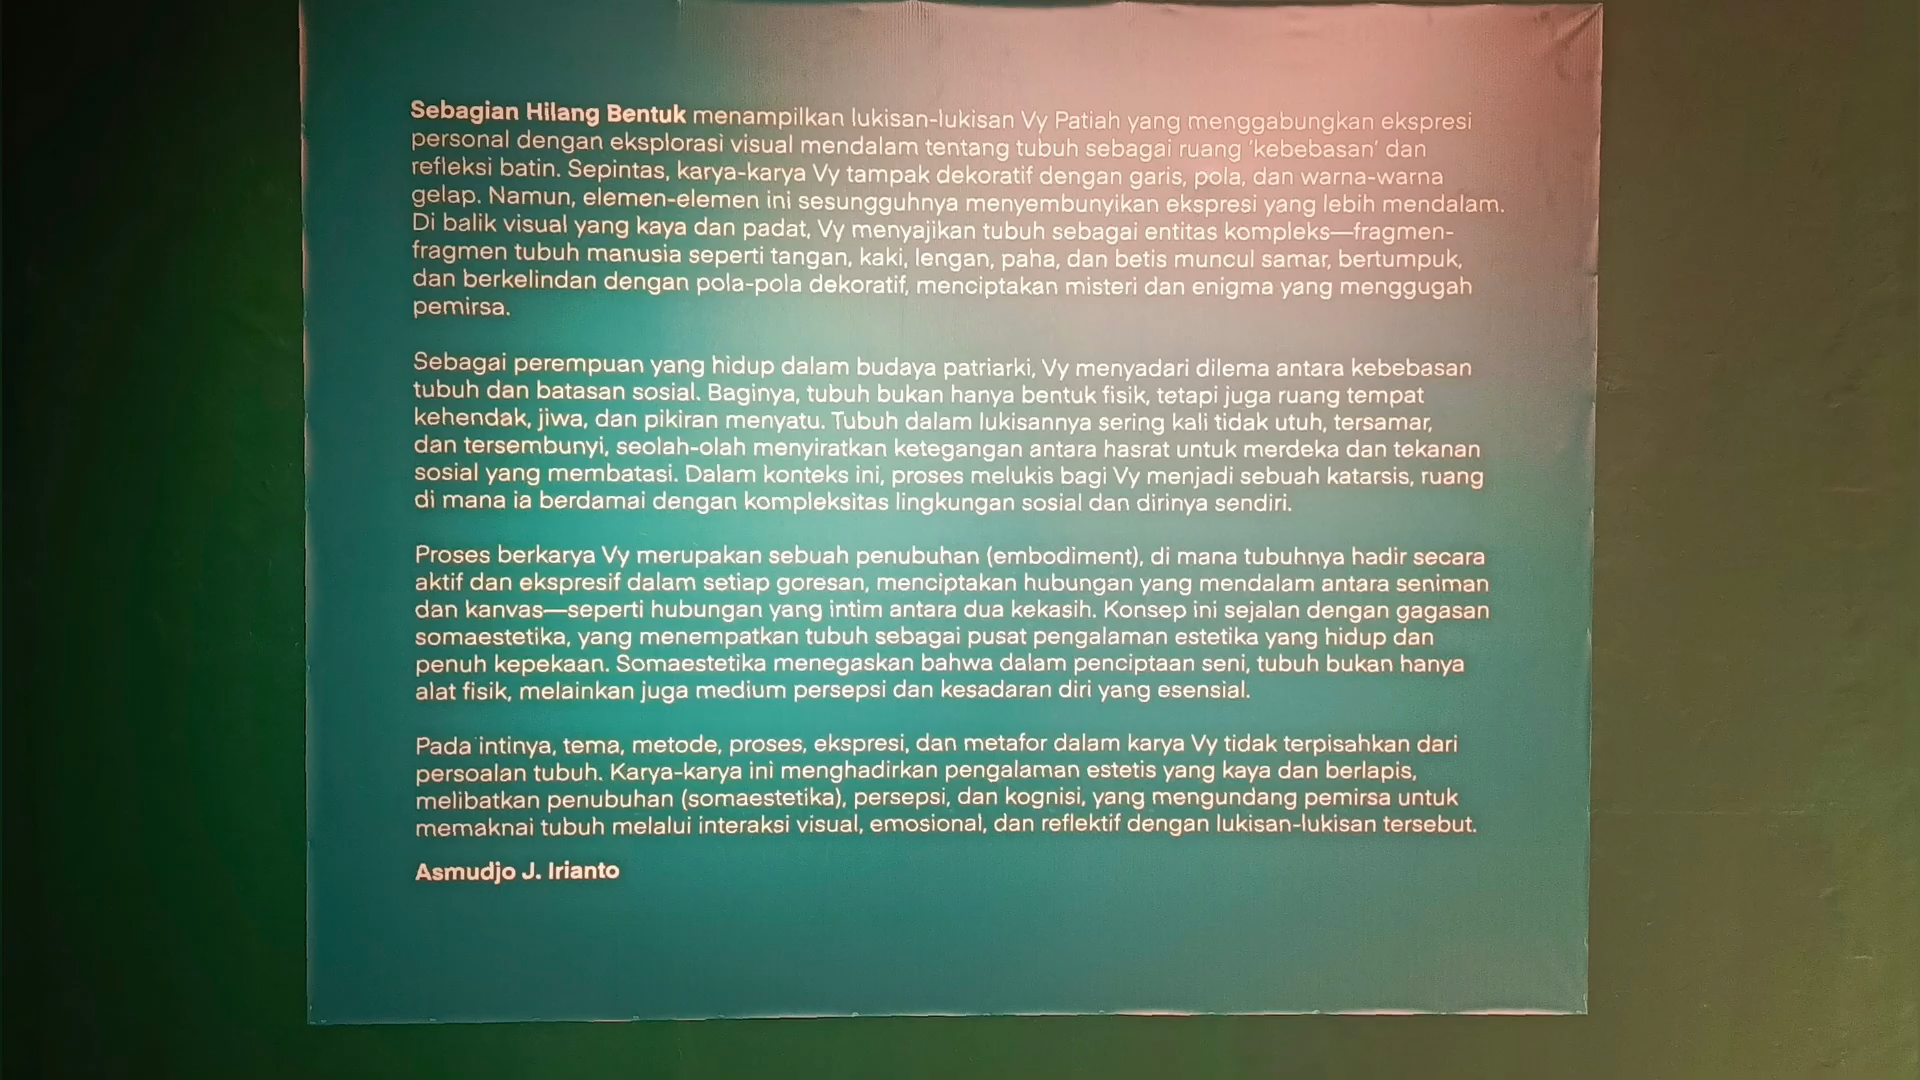 Sebagian Hilang Bentuk menampilkan lukisan-lukisan Vy Patiah yang menggabungkan ekspresi
personal dengan eksplorasi visual mendalam tentang tubuh sebagai ruang 'kebebasan' dan
refleksi batin. Sepintas, karya-karya Vy tampak dekoratif dengan garis, pola, dan warna-warna
gelap. Namun, elemen-elemen ini sesungguhnya menyembunyikan ekspresi yang lebih mendalam.
Di balik visual yang kaya dan padat, Vy menyajikan tubuh sebagai entitas kompleks—fragmen-
fragmen tubuh manusia seperti tangan, kaki, lengan, paha, dan betis muncul samar, bertumpuk,
dan berkelindan dengan pola-pola dekoratif, menciptakan misteri dan enigma yang menggugah
pemirsa.
Sebagai perempuan yang hidup dalam budaya patriarki, Vy menyadari dilema antara kebebasan
tubuh dan batasan sosial. Baginya, tubuh bukan hanya bentuk fisik, tetapi juga ruang tempat
kehendak, jiwa, dan pikiran menyatu. Tubuh dalam lukisannya sering kali tidak utuh, tersamar,
dan tersembunyi, seolah-olah menyiratkan ketegangan antara hasrat untuk merdeka dan tekanan
sosial yang membatasi. Dalam konteks ini, proses melukis bagi Vy menjadi sebuah katarsis, ruang
di mana ia berdamai dengan kompleksitas lingkungan sosial dan dirinya sendiri.
Proses berkarya Vy merupakan sebuah penubuhan (embodiment), di mana tubuhnya hadir secara
aktif dan ekspresif dalam setiap goresan, menciptakan hubungan yang mendalam antara seniman
dan kanvas—seperti hubungan yang intim antara dua kekasih. Konsep ini sejalan dengan gagasan
somaestetika, yang menempatkan tubuh sebagai pusat pengalaman estetika yang hidup dan
penuh kepekaan. Somaestetika menegaskan bahwa dalam penciptaan seni, tubuh bukan hanya
alat fisik, melainkan juga medium persepsi dan kesadaran diri yang esensial.
Pada intinya, tema, metode, proses, ekspresi, dan metafor dalam karya Vy tidak terpisahkan dari
persoalan tubuh. Karya-karya ini menghadirkan pengalaman estetis yang kaya dan berlapis,
melibatkan penubuhan (somaestetika), persepsi, dan kognisi, yang mengundang pemirsa untuk
memaknai tubuh melalui interaksi visual, emosional, dan reflektif dengan lukisan-lukisan tersebut.
Asmudjo J. Irianto